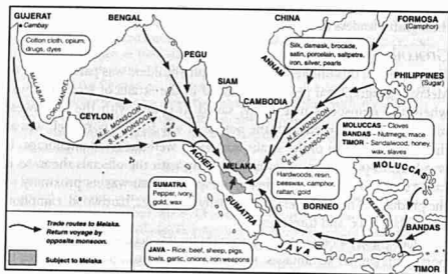 GUJERAT
Cambay
Cotton cloth, opium,
drugs, dyes
MALABAR
COROMANDEL
CEYLON
BENGAL
PEGU
SIAM
CAMBODIA
ANNAM
CHINA
Silk, damask, brocade,
satin, porcelain, saltpetre,
iron, silver, pearls
FORMOSA
(Camphor)
PHILIPPINES
(Sugar)
N.E. MONSOON
S.W. MONSOON
N.E. MONSOON
S.W. MONSOON
MOLUCCAS - Cloves
BANDAS - Nutmegs, mace
TIMOR - Sandalwood, honey,
wax, slaves
ACHEH
MELAKA
SUMATRA
Pepper, ivory,
gold, wax
SUMATRA
Hardwoods, resin,
beeswax, camphor,
rattan, gold
BORNEO
CELEBES
MOLUCCAS
BANDAS
JAVA
TIMOR
JAVA - Rice, beef, sheep, pigs,
fowls, garlic, onions, iron weapons
Trade routes to Melaka.
Return voyage by
opposite monsoon.
Subject to Melaka